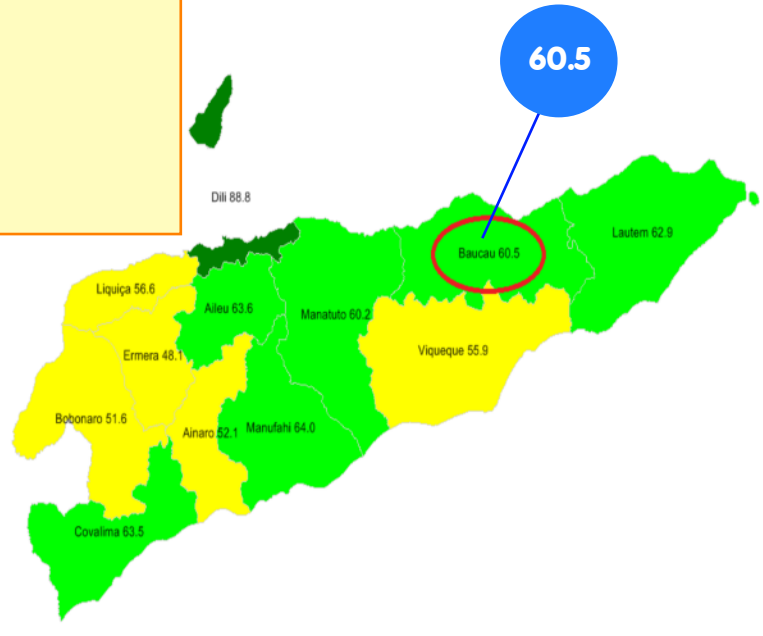 60.5
Dili 88.8
Lautem 62.9
Baucau 60.5
Liquiça 56.6
Aileu 63.6
Manatuto 60.2
Ermera 48.1
Viqueque 55.9
Bobonaro 51.6
Ainaro 52.1
Manufahi 64.0
Covalima 63.5